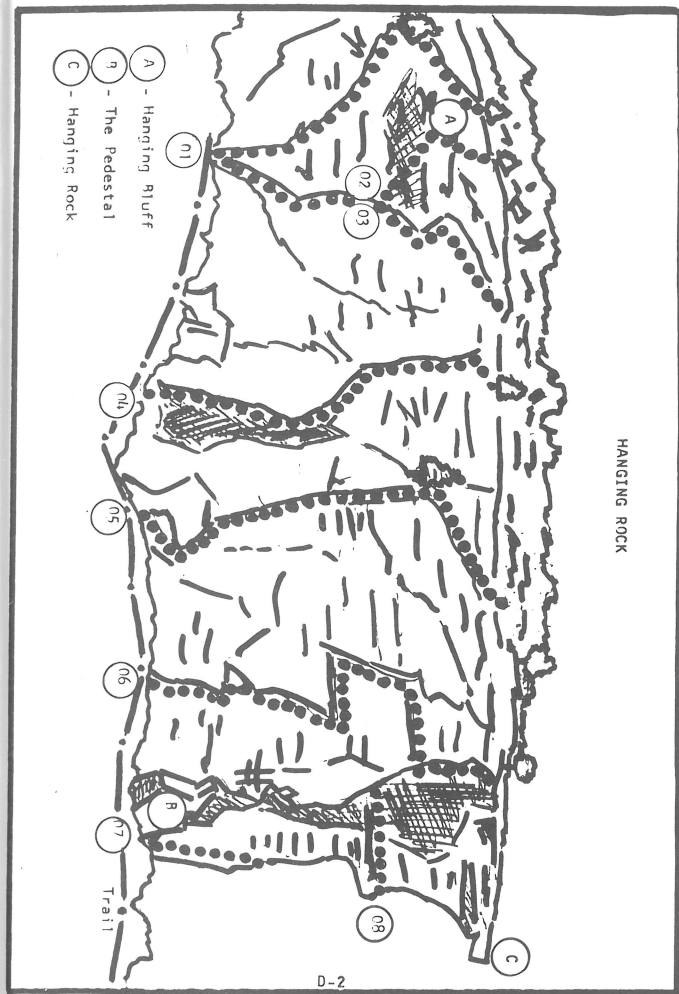 HANGING ROCK
A
02
03
01
04
05
06
B
07
08
C
Trail
A - Hanging Bluff
B - The Pedestal
C - Hanging Rock
D-2